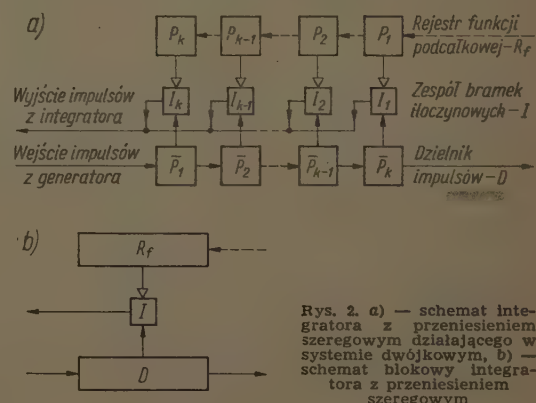 a)
P_k P_{k-1} P_2 P_1 Rejestr funkcji
podcałkowej-R_f
Wyjście impulsów
z integratora
I_k I_{k-1} I_2 I_1
Zespół bramek
iłoczynowych-I
Wejście impulsów
z generatora
P̄_1 P̄_2 P̄_{k-1} P̄_k
Dzielnik
impulsów-D
b)
R_f
I
D
Rys. 2. a) — schemat inte-
gratora z przeniesieniem
szeregowym działającego w
systemie dwójkowym, b) —
schemat blokowy integra-
tora z przeniesieniem
szeregowym